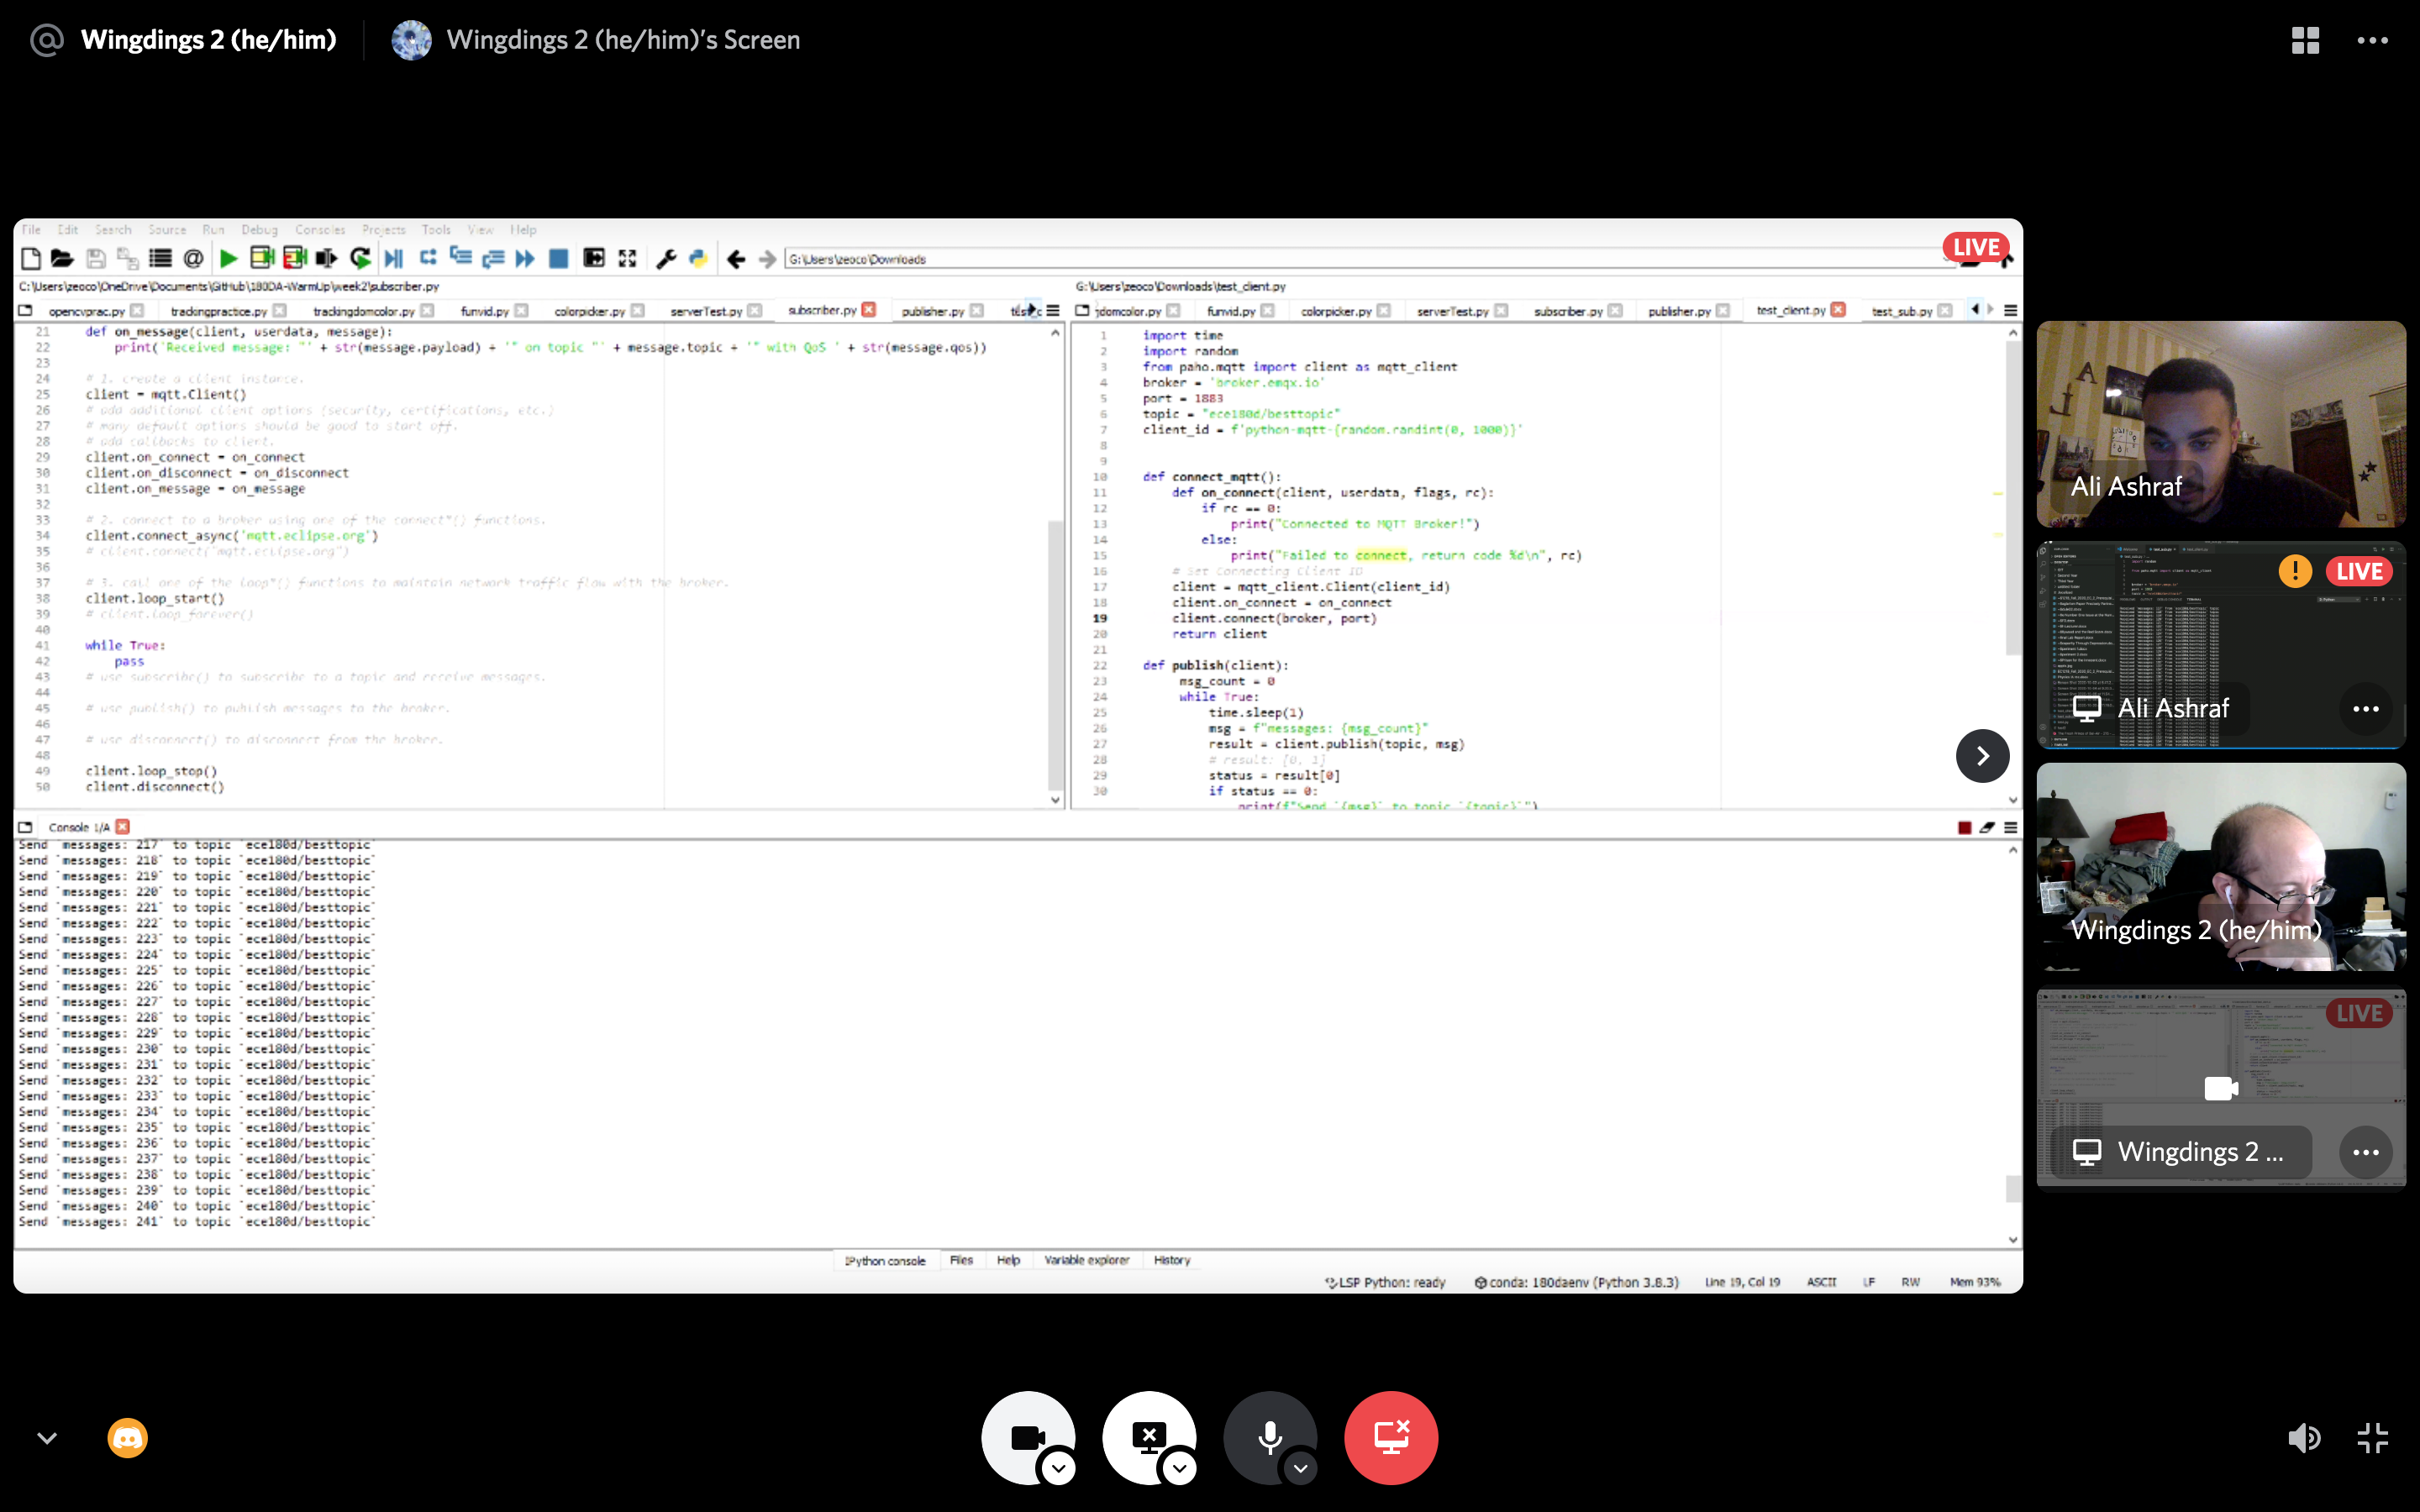 Wingdings 2 (he/him)
Wingdings 2 (he/him)'s Screen
File Edit Search Source Run Debug Consoles Projects Tools View Help
G:\Users\zeoco\Downloads
LIVE
C:\Users\zeoco\OneDrive\Documents\GitHub\180DA-WarmUp\week2\subscriber.py
opencvprac.py trackingpractice.py trackingdomcolor.py funvid.py colorpicker.py serverTest.py subscriber.py publisher.py
21 def on_message(client, userdata, message):
22 print('Received message: "' + str(message.payload) + '" on topic "' + message.topic + '" with QoS ' + str(message.qos))
23
24 # 1. create a client instance.
25 client = mqtt.Client()
26 # add additional client options (security, certifications, etc.)
27 # many default options should be good to start off.
28 # add callbacks to client.
29 client.on_connect = on_connect
30 client.on_disconnect = on_disconnect
31 client.on_message = on_message
32
33 # 2. connect to a broker using one of the connect*() functions.
34 client.connect_async('mqtt.eclipse.org')
35 # client.connect("mqtt.eclipse.org")
36
37 # 3. call one of the loop*() functions to maintain network traffic flow with the broker.
38 client.loop_start()
39 # client.loop_forever()
40
41 while True:
42 pass
43 # use subscribe() to subscribe to a topic and receive messages.
44
45 # use publish() to publish messages to the broker.
46
47 # use disconnect() to disconnect from the broker.
48
49 client.loop_stop()
50 client.disconnect()
G:\Users\zeoco\Downloads\test_client.py
domcolor.py funvid.py colorpicker.py serverTest.py subscriber.py publisher.py test_client.py test_sub.py
1 import time
2 import random
3 from paho.mqtt import client as mqtt_client
4 broker = 'broker.emqx.io'
5 port = 1883
6 topic = "ece180d/besttopic"
7 client_id = f'python-mqtt-{random.randint(0, 1000)}'
8
9
10 def connect_mqtt():
11 def on_connect(client, userdata, flags, rc):
12 if rc == 0:
13 print("Connected to MQTT Broker!")
14 else:
15 print("Failed to connect, return code %d\n", rc)
16 # Set Connecting Client ID
17 client = mqtt_client.Client(client_id)
18 client.on_connect = on_connect
19 client.connect(broker, port)
20 return client
21
22 def publish(client):
23 msg_count = 0
24 while True:
25 time.sleep(1)
26 msg = f"messages: {msg_count}"
27 result = client.publish(topic, msg)
28 # result: [0, 1]
29 status = result[0]
30 if status == 0:
print(f"Send `{msg}` to topic `{topic}`")
Console 1/A
Send `messages: 217` to topic `ece180d/besttopic`
Send `messages: 218` to topic `ece180d/besttopic`
Send `messages: 219` to topic `ece180d/besttopic`
Send `messages: 220` to topic `ece180d/besttopic`
Send `messages: 221` to topic `ece180d/besttopic`
Send `messages: 222` to topic `ece180d/besttopic`
Send `messages: 223` to topic `ece180d/besttopic`
Send `messages: 224` to topic `ece180d/besttopic`
Send `messages: 225` to topic `ece180d/besttopic`
Send `messages: 226` to topic `ece180d/besttopic`
Send `messages: 227` to topic `ece180d/besttopic`
Send `messages: 228` to topic `ece180d/besttopic`
Send `messages: 229` to topic `ece180d/besttopic`
Send `messages: 230` to topic `ece180d/besttopic`
Send `messages: 231` to topic `ece180d/besttopic`
Send `messages: 232` to topic `ece180d/besttopic`
Send `messages: 233` to topic `ece180d/besttopic`
Send `messages: 234` to topic `ece180d/besttopic`
Send `messages: 235` to topic `ece180d/besttopic`
Send `messages: 236` to topic `ece180d/besttopic`
Send `messages: 237` to topic `ece180d/besttopic`
Send `messages: 238` to topic `ece180d/besttopic`
Send `messages: 239` to topic `ece180d/besttopic`
Send `messages: 240` to topic `ece180d/besttopic`
Send `messages: 241` to topic `ece180d/besttopic`
IPython console Files Help Variable explorer History
LSP Python: ready conda: 180daenv (Python 3.8.3) Line 19, Col 19 ASCII LF RW Mem 93%
Ali Ashraf
LIVE
Ali Ashraf
Wingdings 2 (he/him)
LIVE
Wingdings 2 ...